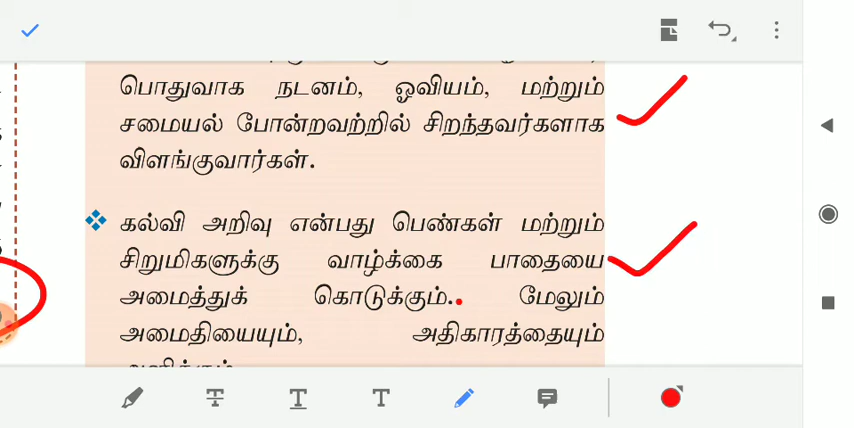 பொதுவாக நடனம், ஓவியம், மற்றும்
சமையல் போன்றவற்றில் சிறந்தவர்களாக
விளங்குவார்கள்.
கல்வி அறிவு என்பது பெண்கள் மற்றும்
சிறுமிகளுக்கு வாழ்க்கை பாதையை
அமைத்துக் கொடுக்கும்.. மேலும்
அமைதியையும், அதிகாரத்தையும்